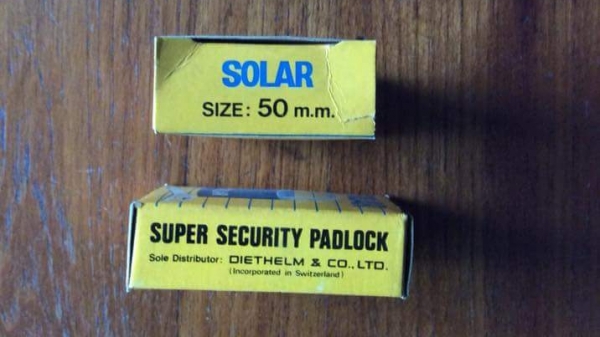 SOLAR
SIZE: 50 m.m.
SUPER SECURITY PADLOCK
Sole Distributor: DIETHELM & CO., LTD.
(Incorporated in Switzerland)